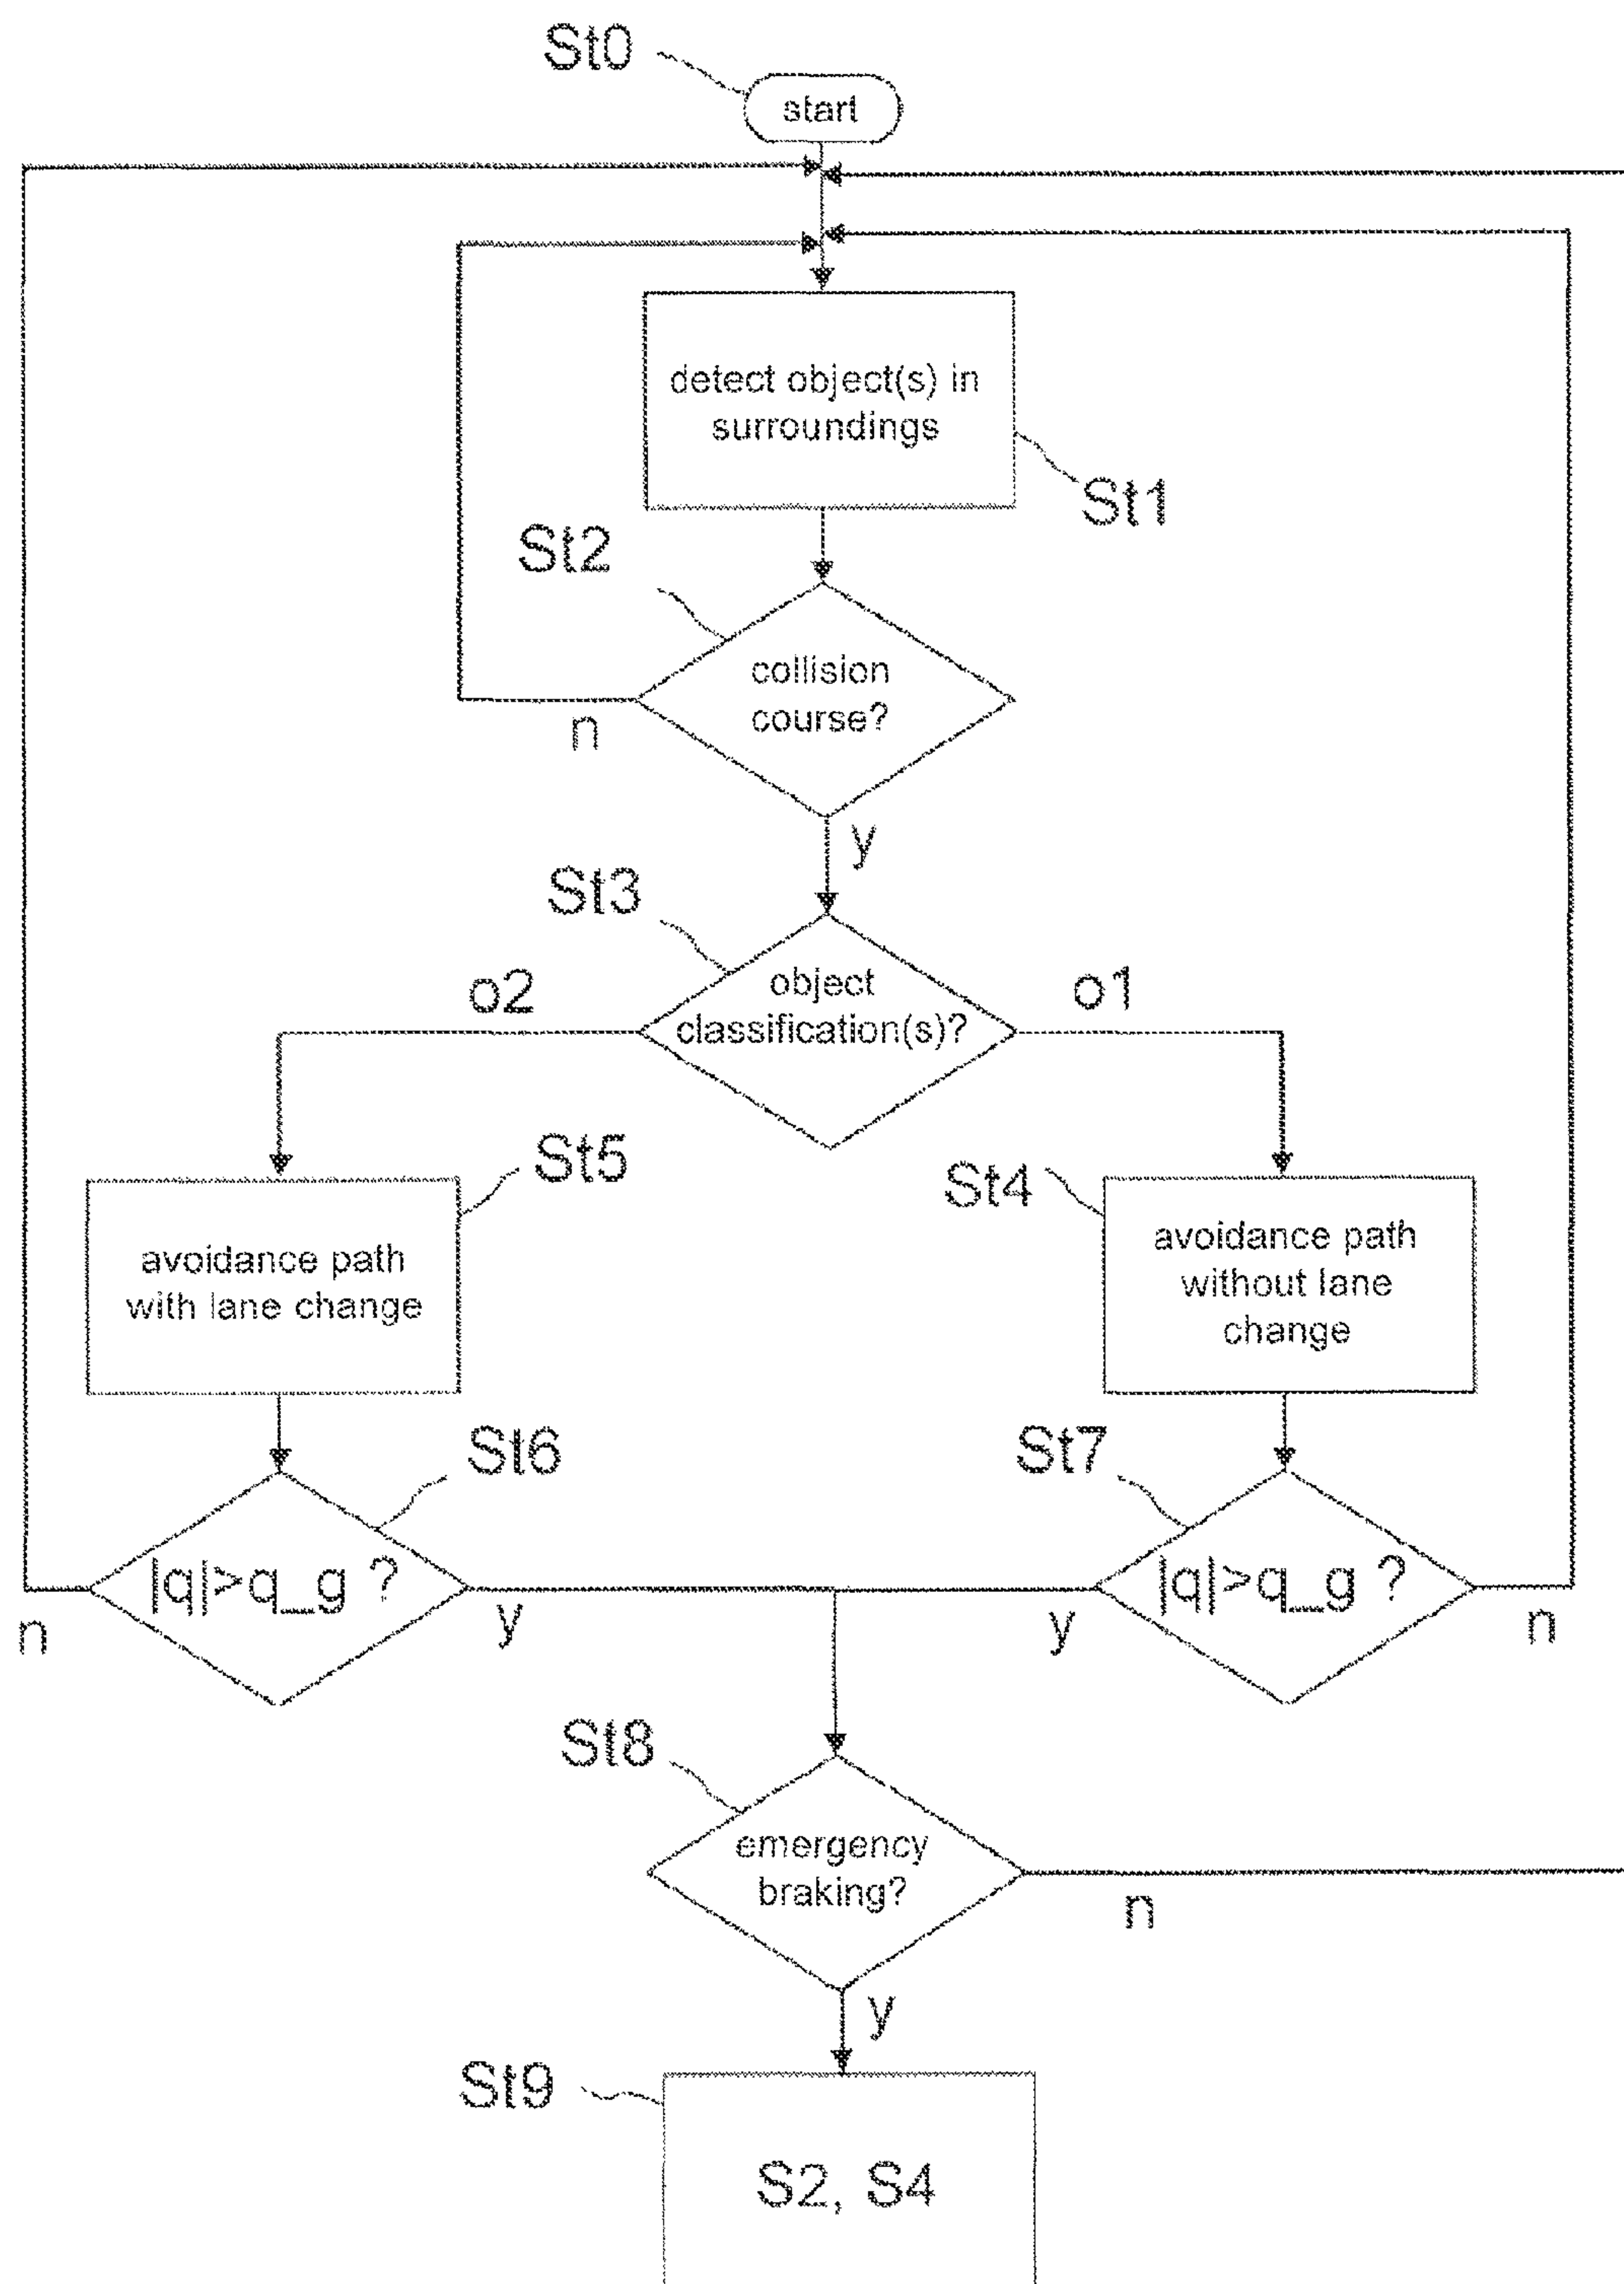 St0
start
detect object(s) in
surroundings
St1
St2
collision
course?
n
y
St3
object
classification(s)?
o2
o1
St5
St4
avoidance path
with lane change
avoidance path
without lane
change
St6
St7
|q|>q_g ?
|q|>q_g ?
n
y
y
n
St8
emergency
braking?
n
y
St9
S2, S4